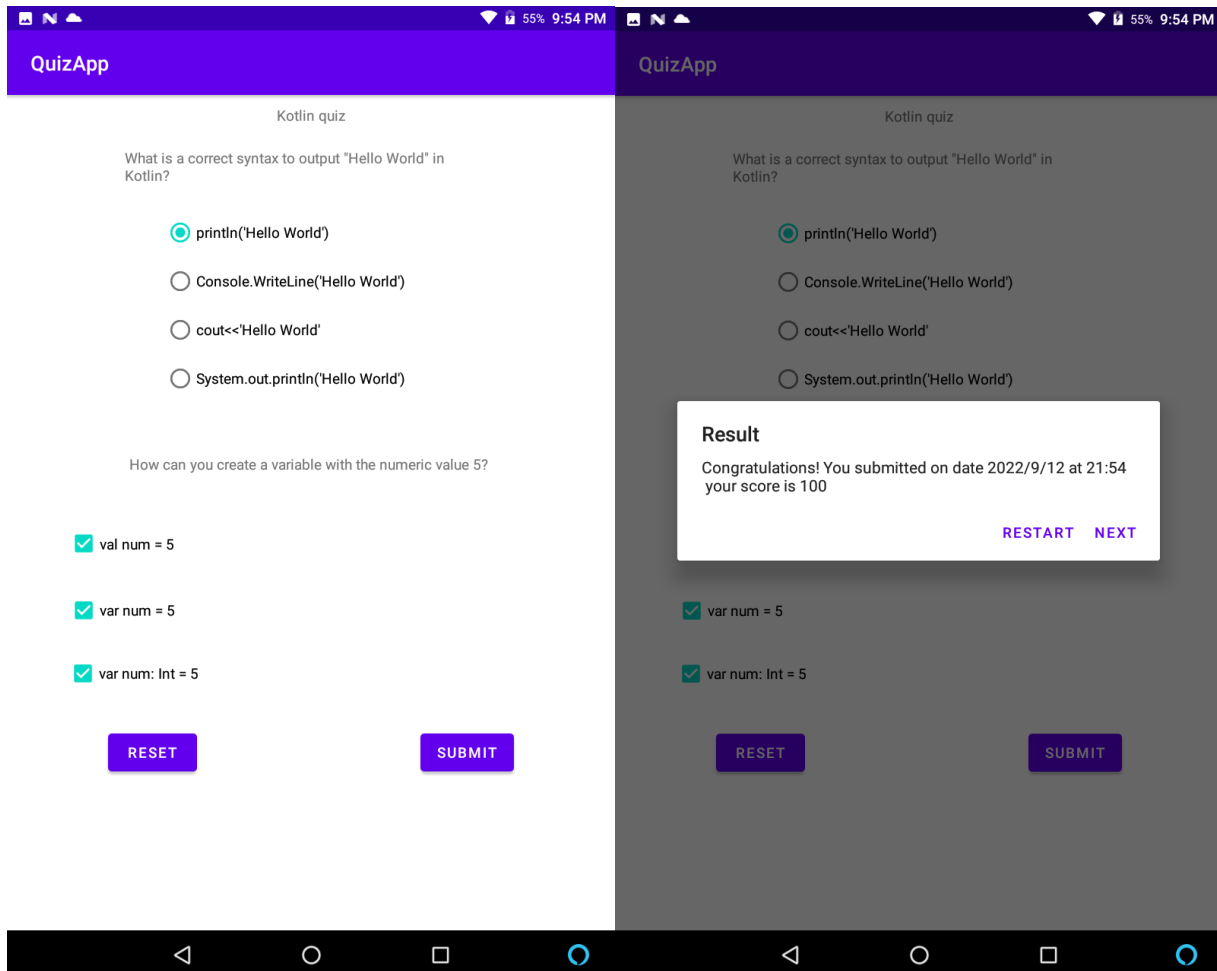 55% 9:54 PM
QuizApp
Kotlin quiz
What is a correct syntax to output "Hello World" in
Kotlin?
println('Hello World')
Console.WriteLine('Hello World')
cout<<'Hello World'
System.out.println('Hello World')
How can you create a variable with the numeric value 5?
val num = 5
var num = 5
var num: Int = 5
RESET
SUBMIT
55% 9:54 PM
QuizApp
Kotlin quiz
What is a correct syntax to output "Hello World" in
Kotlin?
println('Hello World')
Console.WriteLine('Hello World')
cout<<'Hello World'
System.out.println('Hello World')
Result
Congratulations! You submitted on date 2022/9/12 at 21:54
your score is 100
RESTART
NEXT
var num = 5
var num: Int = 5
RESET
SUBMIT